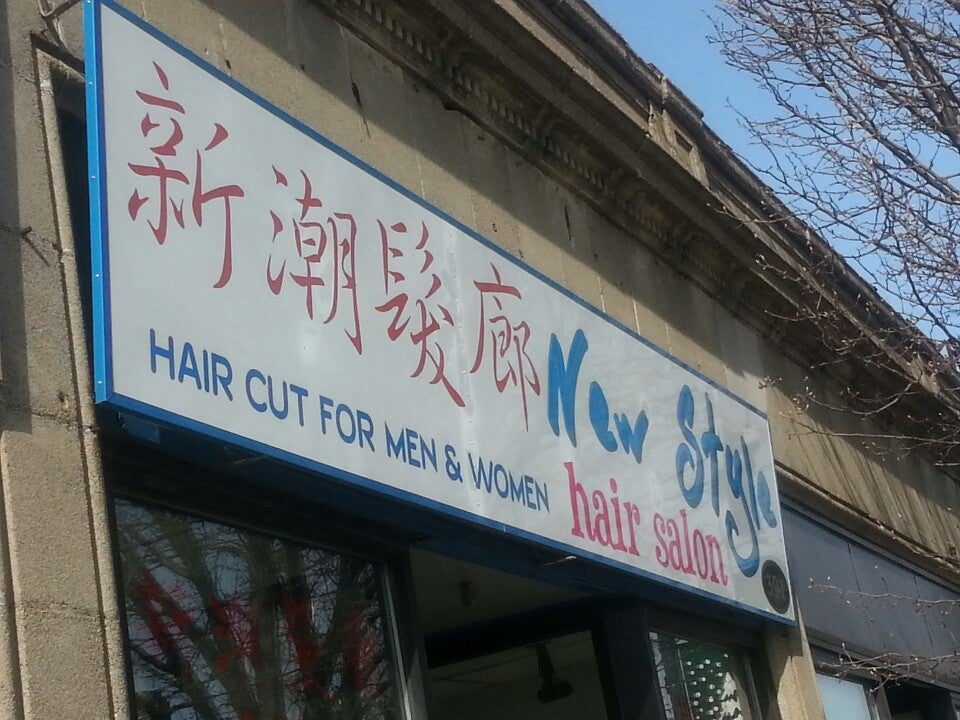 新潮髮廊
HAIR CUT FOR MEN & WOMEN
New Style
hair salon